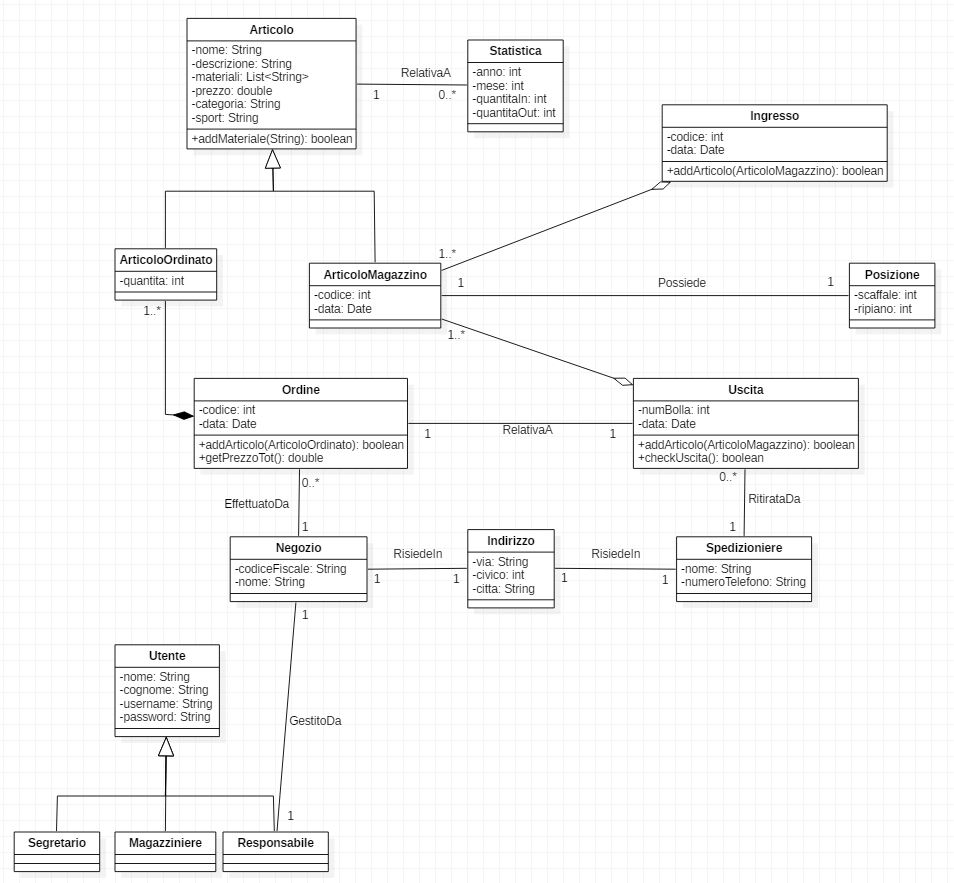 Articolo
-nome: String
-descrizione: String
-materiali: List<String>
-prezzo: double
-categoria: String
-sport: String
+addMateriale(String): boolean
RelativaA
1
0..*
Statistica
-anno: int
-mese: int
-quantitaIn: int
-quantitaOut: int
Ingresso
-codice: int
-data: Date
+addArticolo(ArticoloMagazzino): boolean
ArticoloOrdinato
-quantita: int
1..*
ArticoloMagazzino
-codice: int
-data: Date
1..*
1
Possiede
1
1..*
Posizione
-scaffale: int
-ripiano: int
Ordine
-codice: int
-data: Date
+addArticolo(ArticoloOrdinato): boolean
+getPrezzoTot(): double
1
RelativaA
1
Uscita
-numBolla: int
-data: Date
+addArticolo(ArticoloMagazzino): boolean
+checkUscita(): boolean
0..*
EffettuatoDa
1
0..*
RitirataDa
1
Negozio
-codiceFiscale: String
-nome: String
RisiedeIn
1
1
Indirizzo
-via: String
-civico: int
-citta: String
RisiedeIn
1
1
Spedizioniere
-nome: String
-numeroTelefono: String
1
GestitoDa
1
Utente
-nome: String
-cognome: String
-username: String
-password: String
Segretario
Magazziniere
Responsabile